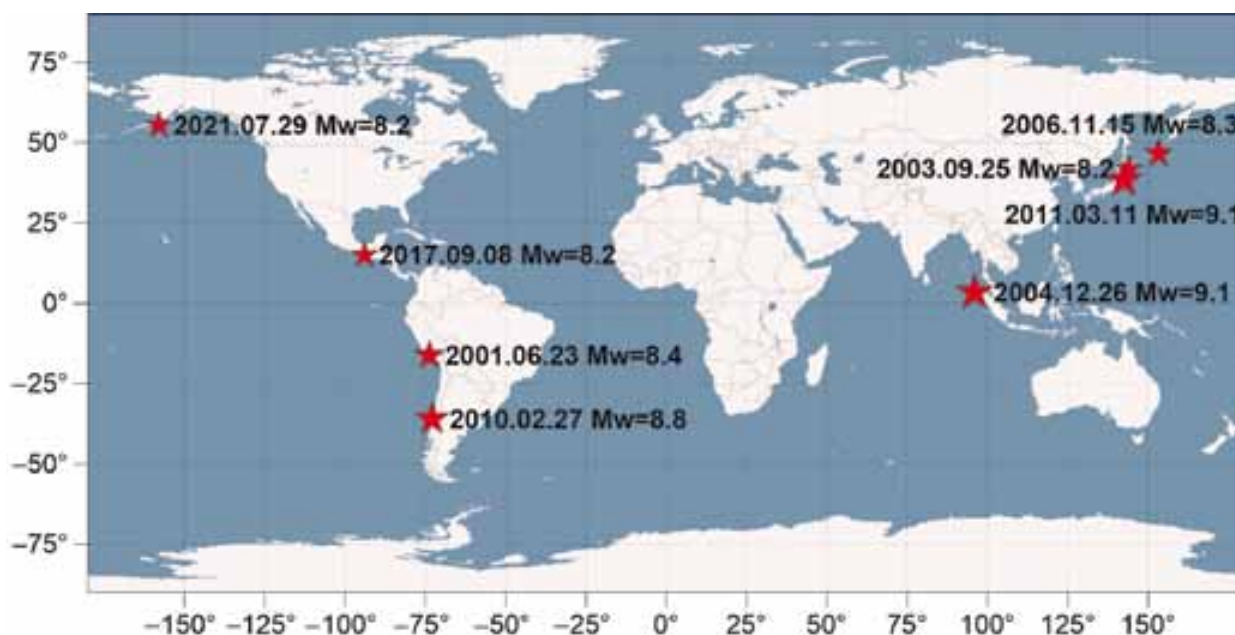 75°
2021.07.29 Mw=8.2
2006.11.15 Mw=8.3
50°
2003.09.25 Mw=8.2
2011.03.11 Mw=9.1
25°
2017.09.08 Mw=8.2
2004.12.26 Mw=9.1
0°
2001.06.23 Mw=8.4
−25°
2010.02.27 Mw=8.8
−50°
−75°
−150° −125° −100° −75° −50° −25° 0° 25° 50° 75° 100° 125° 150°